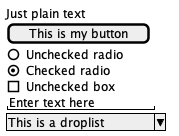 Just plain text
This is my button
Unchecked radio
Checked radio
Unchecked box
Enter text here
This is a droplist